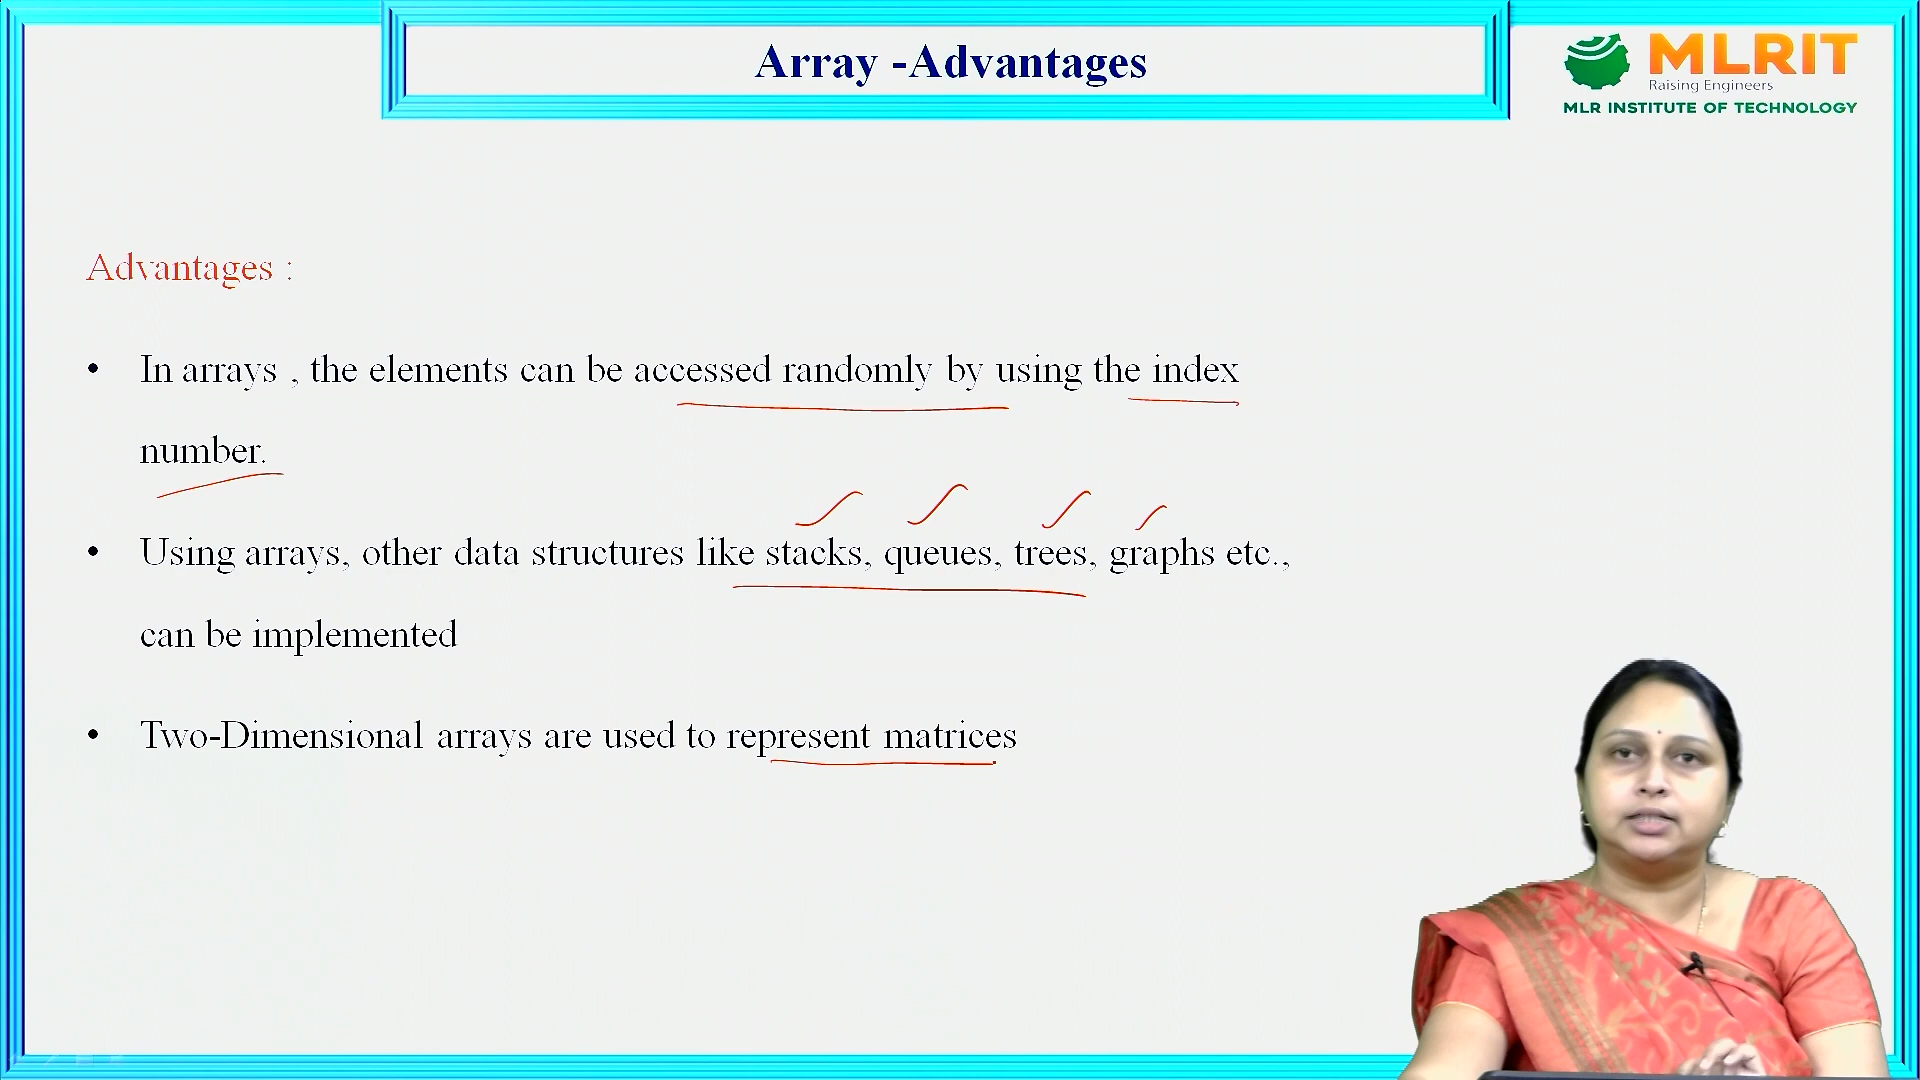 Array -Advantages
MLRIT
Raising Engineers
MLR INSTITUTE OF TECHNOLOGY
Advantages :
• In arrays , the elements can be accessed randomly by using the index
number.
• Using arrays, other data structures like stacks, queues, trees, graphs etc.,
can be implemented
• Two-Dimensional arrays are used to represent matrices